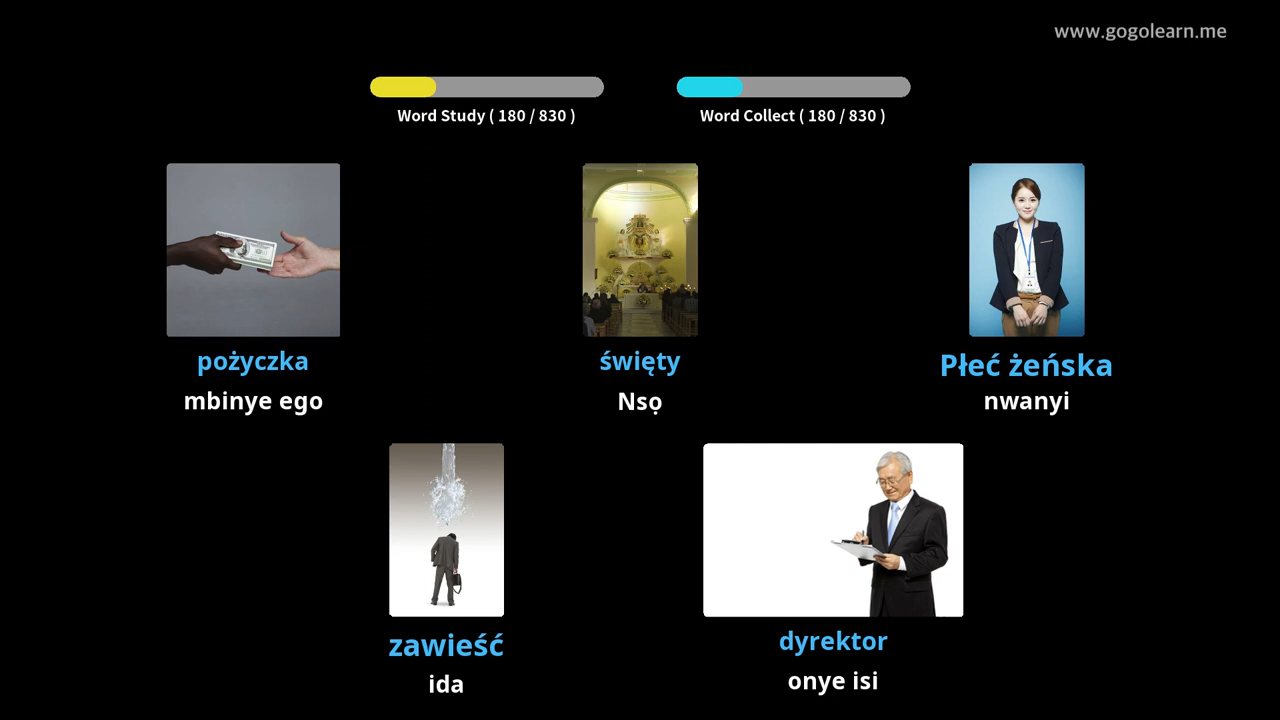 www.gogolearn.me
Word Study ( 180 / 830 )
Word Collect ( 180 / 830 )
pożyczka
mbinye ego
święty
Nsọ
Płeć żeńska
nwanyi
zawieść
ida
dyrektor
onye isi